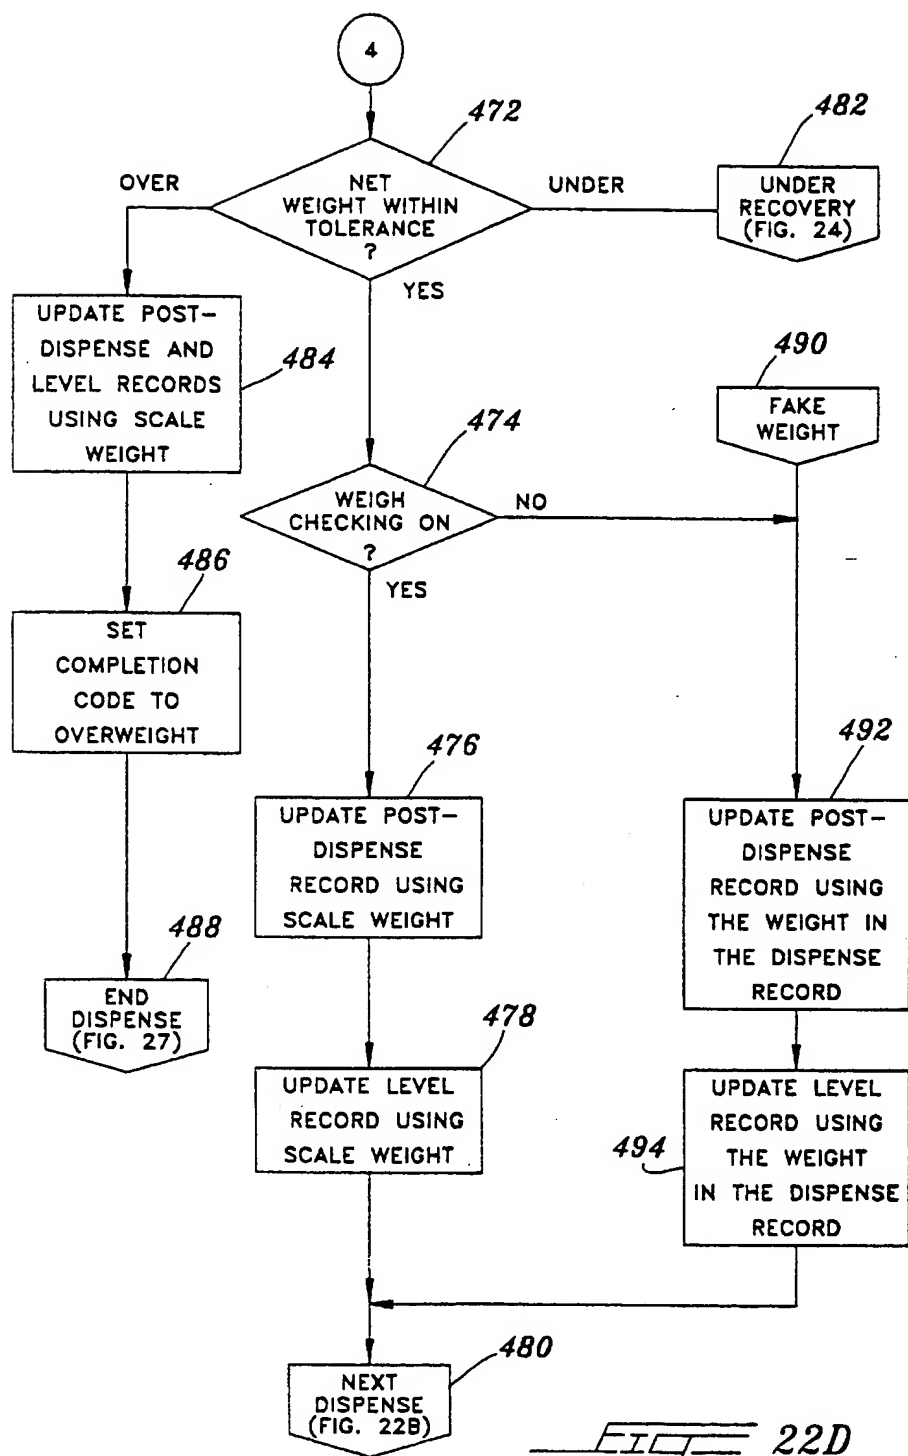 4
472
482
OVER
NET
WEIGHT WITHIN
TOLERANCE
?
UNDER
UNDER
RECOVERY
(FIG. 24)
YES
UPDATE POST-
DISPENSE AND
LEVEL RECORDS
USING SCALE
WEIGHT
484
490
FAKE
WEIGHT
474
WEIGH
CHECKING ON
?
NO
YES
486
SET
COMPLETION
CODE TO
OVERWEIGHT
476
UPDATE POST-
DISPENSE
RECORD USING
SCALE WEIGHT
492
UPDATE POST-
DISPENSE
RECORD USING
THE WEIGHT IN
THE DISPENSE
RECORD
488
END
DISPENSE
(FIG. 27)
478
UPDATE LEVEL
RECORD USING
SCALE WEIGHT
494
UPDATE LEVEL
RECORD USING
THE WEIGHT
IN THE DISPENSE
RECORD
480
NEXT
DISPENSE
(FIG. 22B)
FIG 22D